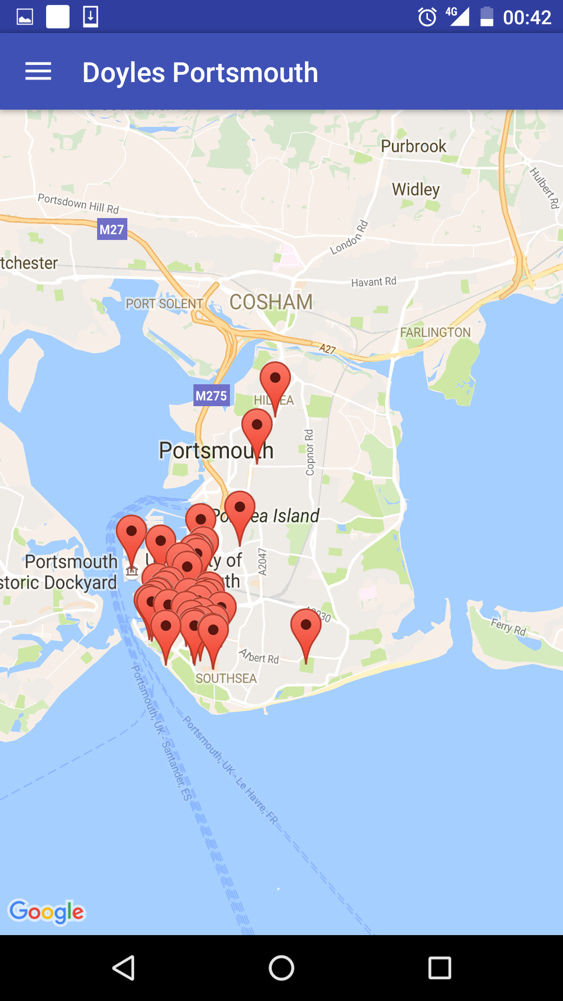 4G
00:42
Doyles Portsmouth
Purbrook
Widley
Hulbert Rd
Portsdown Hill Rd
M27
London Rd
tchester
Havant Rd
PORT SOLENT
COSHAM
FARLINGTON
A27
M275
Portsmouth
Copnor Rd
Portsmouth
storic Dockyard
A2047
Albert Rd
SOUTHSEA
Ferry Rd
Portsmouth, UK - Santander, ES
Portsmouth, UK - Le Havre, FR
Google